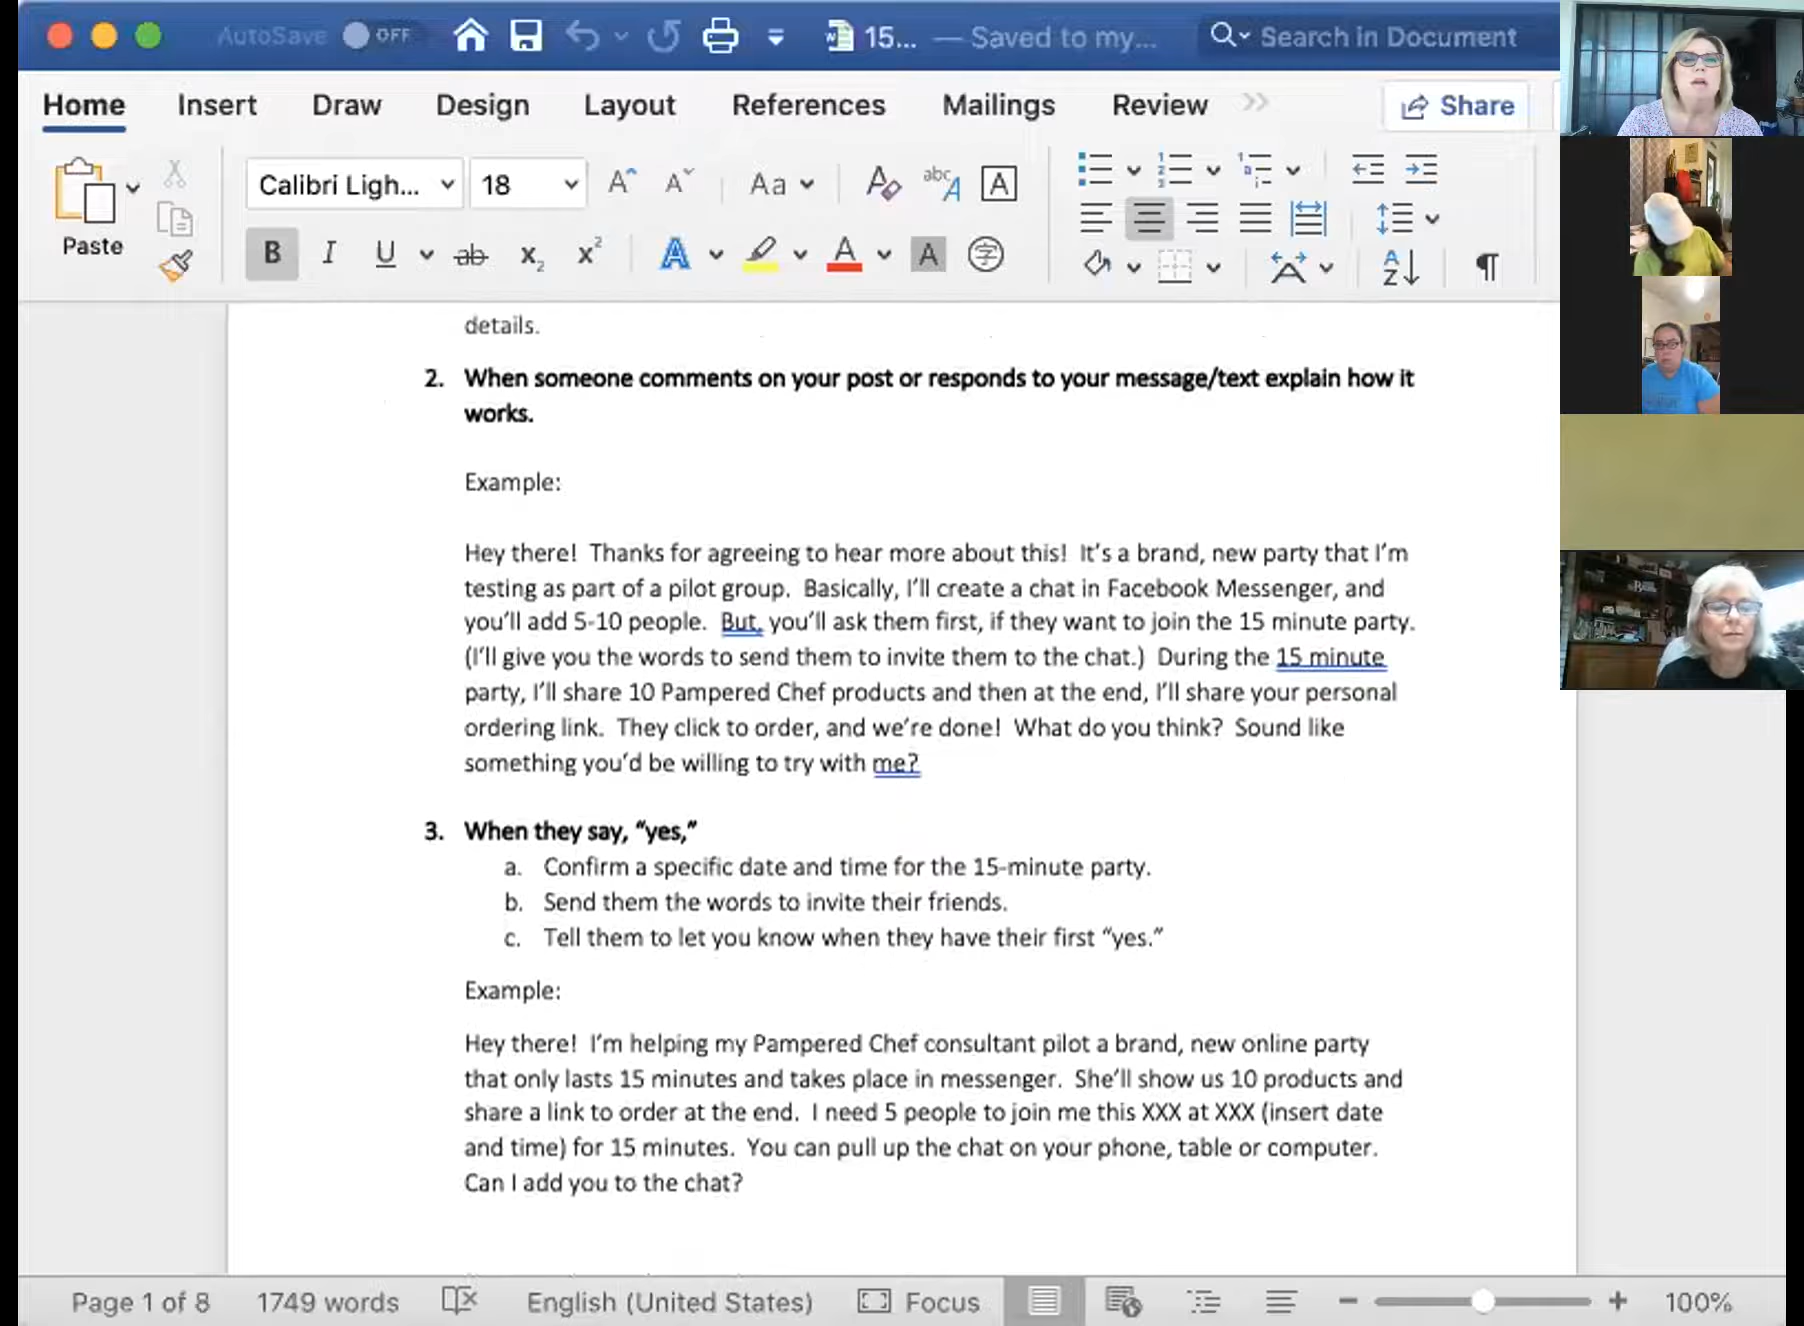 AutoSave OFF 15... — Saved to my... Search in Document
Home Insert Draw Design Layout References Mailings Review >> Share
Paste Calibri Ligh... 18 Aa
B I U ab x₂ x² A A A
details.
2. When someone comments on your post or responds to your message/text explain how it
works.
Example:
Hey there! Thanks for agreeing to hear more about this! It's a brand, new party that I'm
testing as part of a pilot group. Basically, I'll create a chat in Facebook Messenger, and
you'll add 5-10 people. But, you'll ask them first, if they want to join the 15 minute party.
(I'll give you the words to send them to invite them to the chat.) During the 15 minute
party, I'll share 10 Pampered Chef products and then at the end, I'll share your personal
ordering link. They click to order, and we're done! What do you think? Sound like
something you'd be willing to try with me?
3. When they say, “yes,”
a. Confirm a specific date and time for the 15-minute party.
b. Send them the words to invite their friends.
c. Tell them to let you know when they have their first “yes.”
Example:
Hey there! I'm helping my Pampered Chef consultant pilot a brand, new online party
that only lasts 15 minutes and takes place in messenger. She'll show us 10 products and
share a link to order at the end. I need 5 people to join me this XXX at XXX (insert date
and time) for 15 minutes. You can pull up the chat on your phone, table or computer.
Can I add you to the chat?
Page 1 of 8 1749 words English (United States) Focus 100%